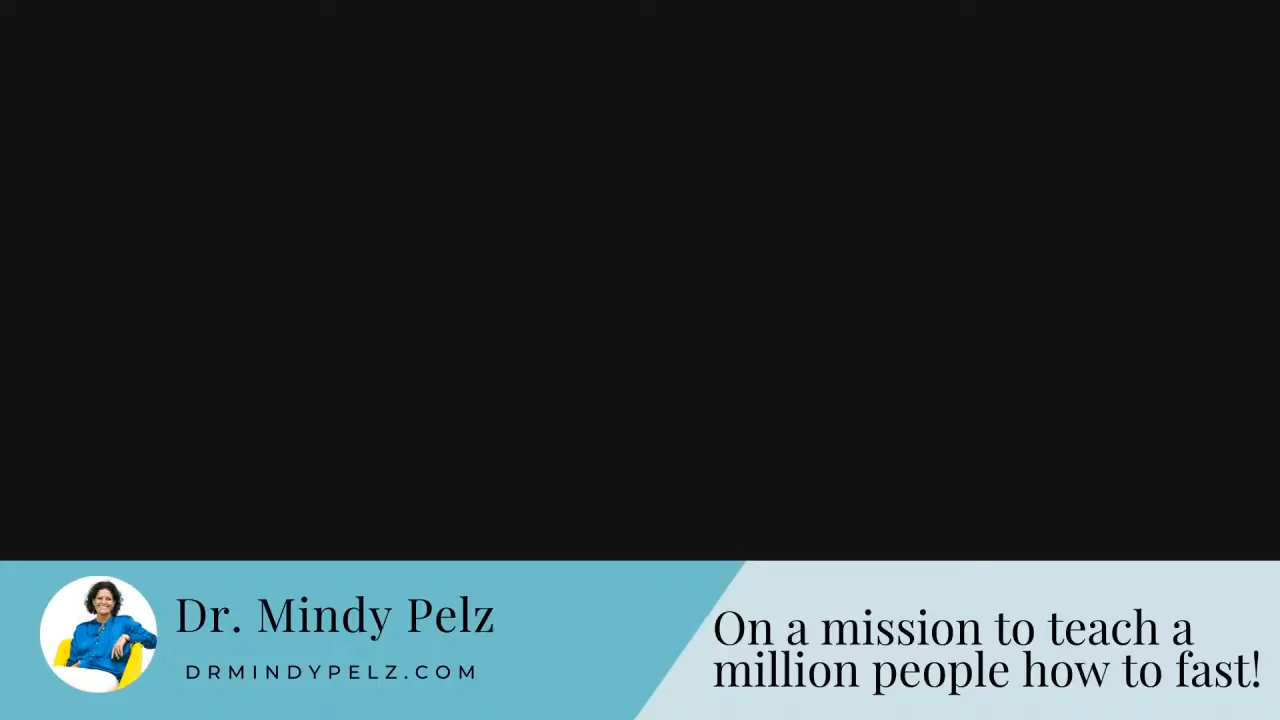 Dr. Mindy Pelz
DRMINDYPELZ.COM
On a mission to teach a
million people how to fast!